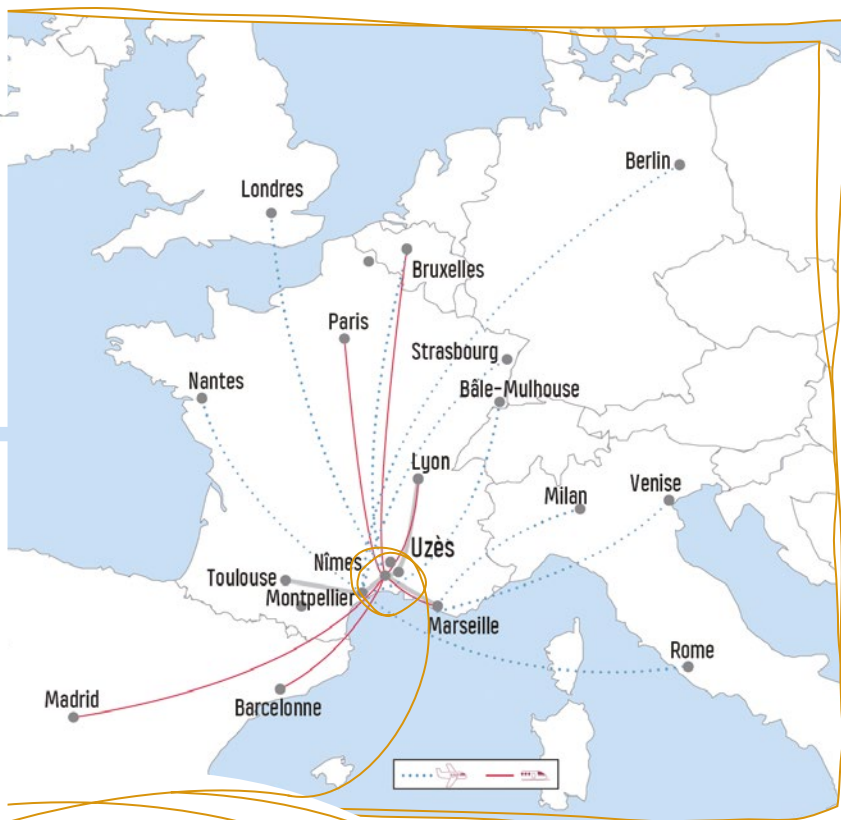 Berlin
Londres
Bruxelles
Paris
Strasbourg
Nantes
Bâle-Mulhouse
Lyon
Milan
Venise
Uzès
Nîmes
Toulouse
Montpellier
Marseille
Rome
Madrid
Barcelonne